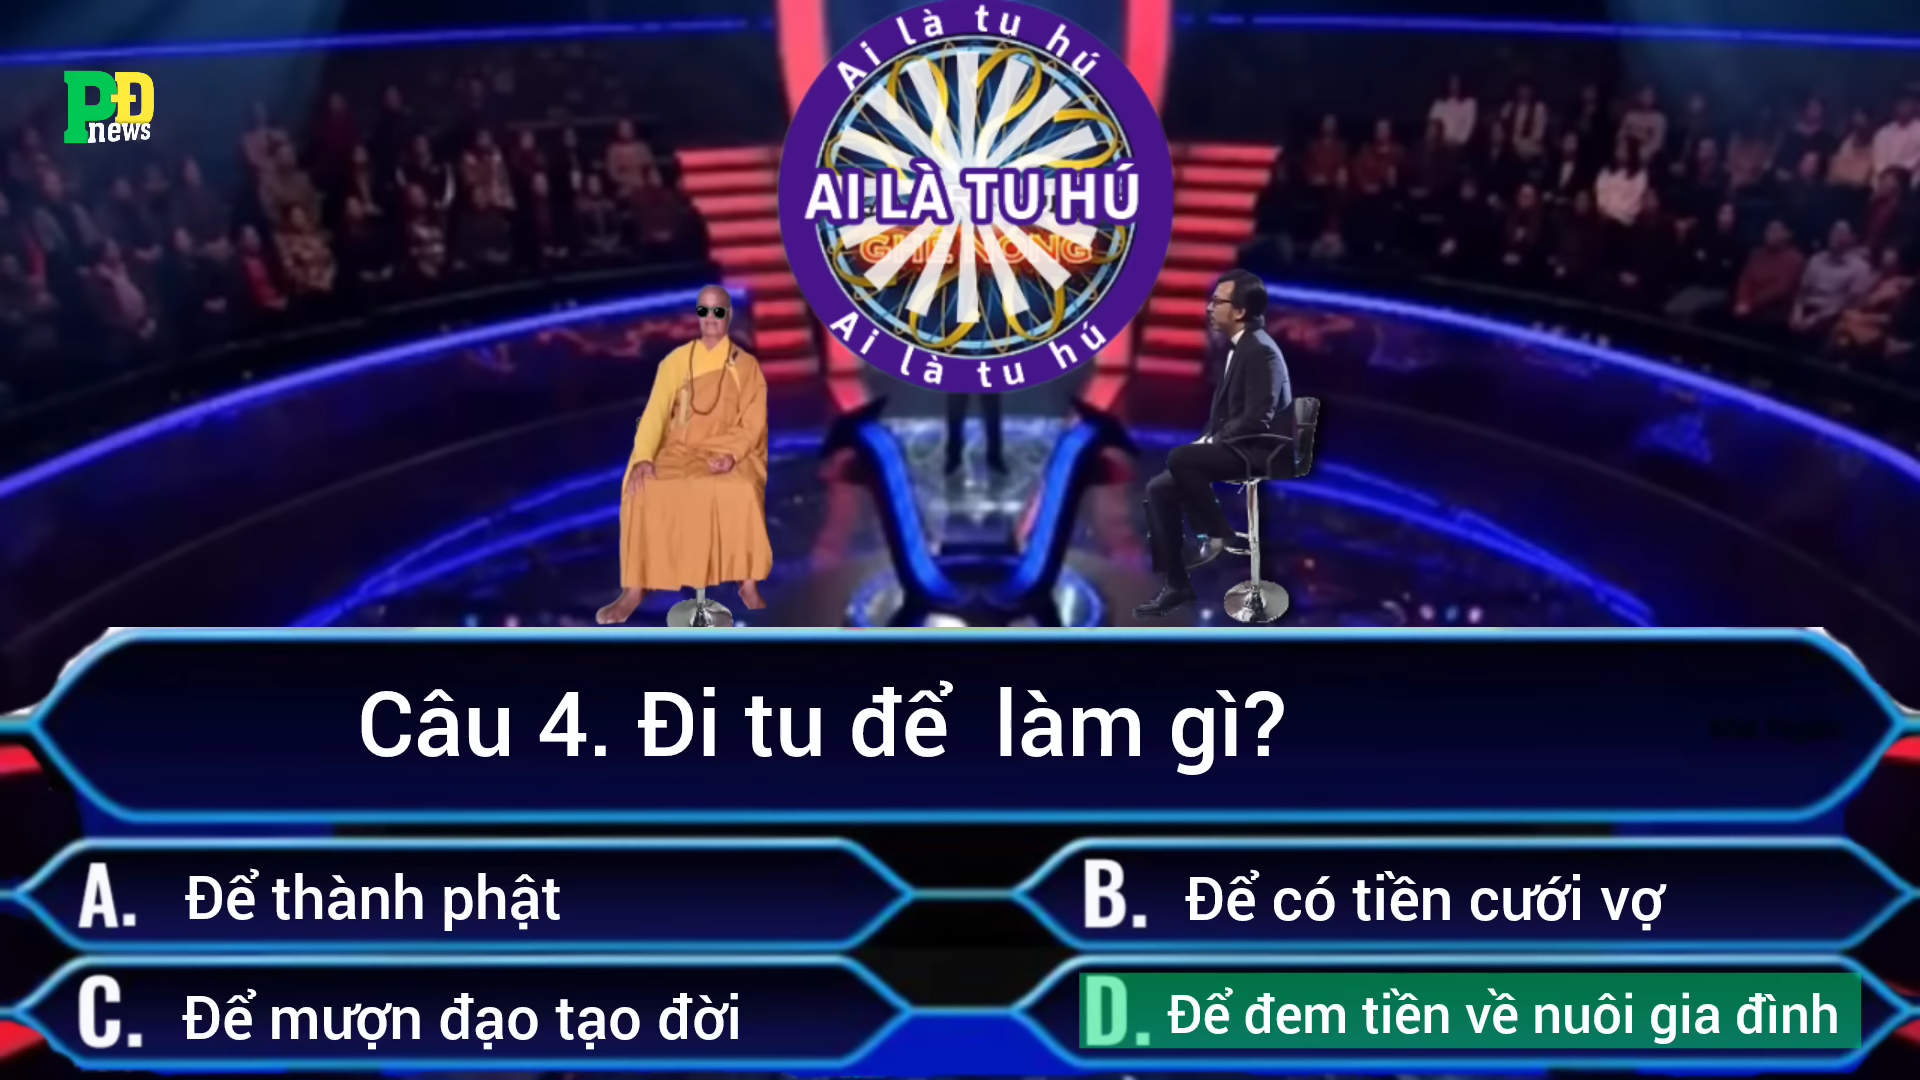 PĐ
news
Ai là tu hú
AI LÀ TU HÚ
GHẾ NÓNG
Ai là tu hú
Câu 4. Đi tu để làm gì?
A. Để thành phật
B. Để có tiền cưới vợ
C. Để mượn đạo tạo đời
D. Để đem tiền về nuôi gia đình